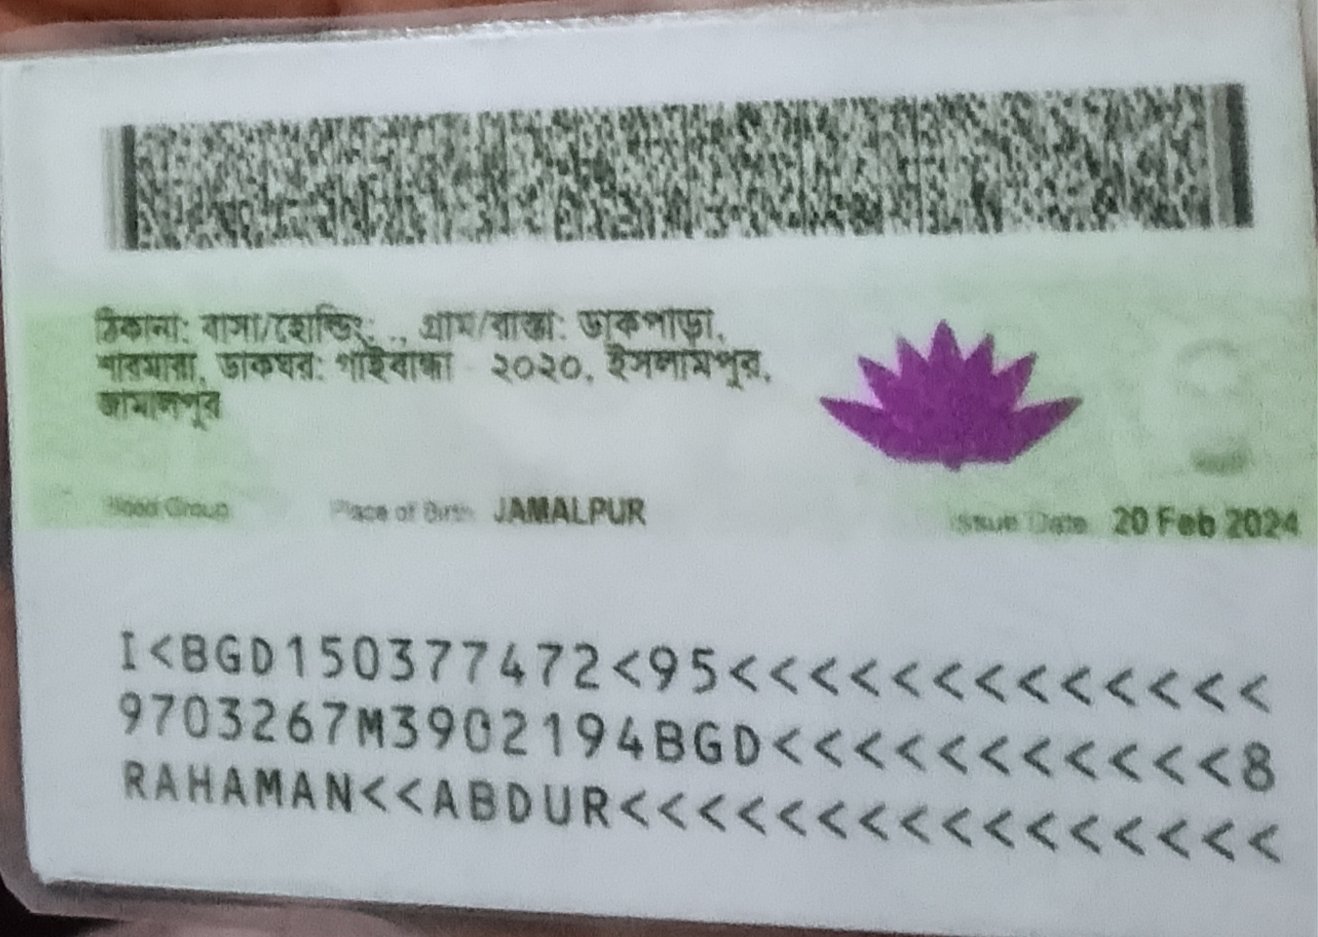 ঠিকানা: বাসা/হোল্ডিং: ., গ্রাম/রাস্তা: ডাকপাড়া,
ডাকঘর: গাইবান্ধা - ২০২০, ইসলামপুর,
জামালপুর
Blood Group Place of Birth JAMALPUR Issue Date 20 Feb 2024
I<BGD150377472<95<<<<<<<<<<<<<<
9703267M3902194BGD<<<<<<<<<<<<8
RAHAMAN<<ABDUR<<<<<<<<<<<<<<<<<